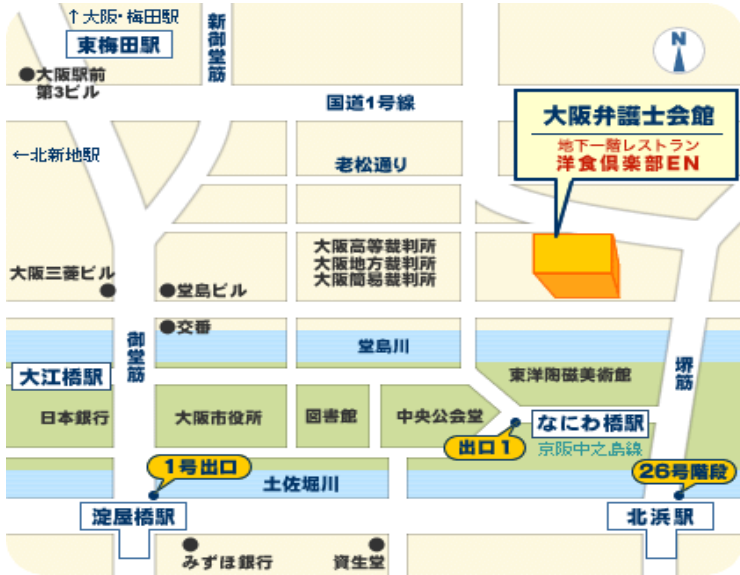 ↑大阪・梅田駅
東梅田駅
新御堂筋
N
●大阪駅前
第3ビル
国道1号線
大阪弁護士会館
地下一階レストラン
洋食倶楽部EN
←北新地駅
老松通り
大阪高等裁判所
大阪地方裁判所
大阪簡易裁判所
大阪三菱ビル
●堂島ビル
●交番
御堂筋
堂島川
堺筋
大江橋駅
東洋陶磁美術館
日本銀行
大阪市役所
図書館
中央公会堂
なにわ橋駅
出口1
京阪中之島線
1号出口
26号階段
土佐堀川
淀屋橋駅
北浜駅
みずほ銀行
資生堂